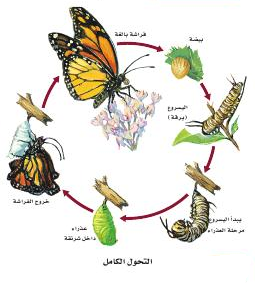 فراشة بالغة
بيضة
اليسروع
(يرقة)
يبدأ اليسروع
مرحلة العذراء
عذراء
داخل شرنقة
خروج الفراشة
التحول الكامل